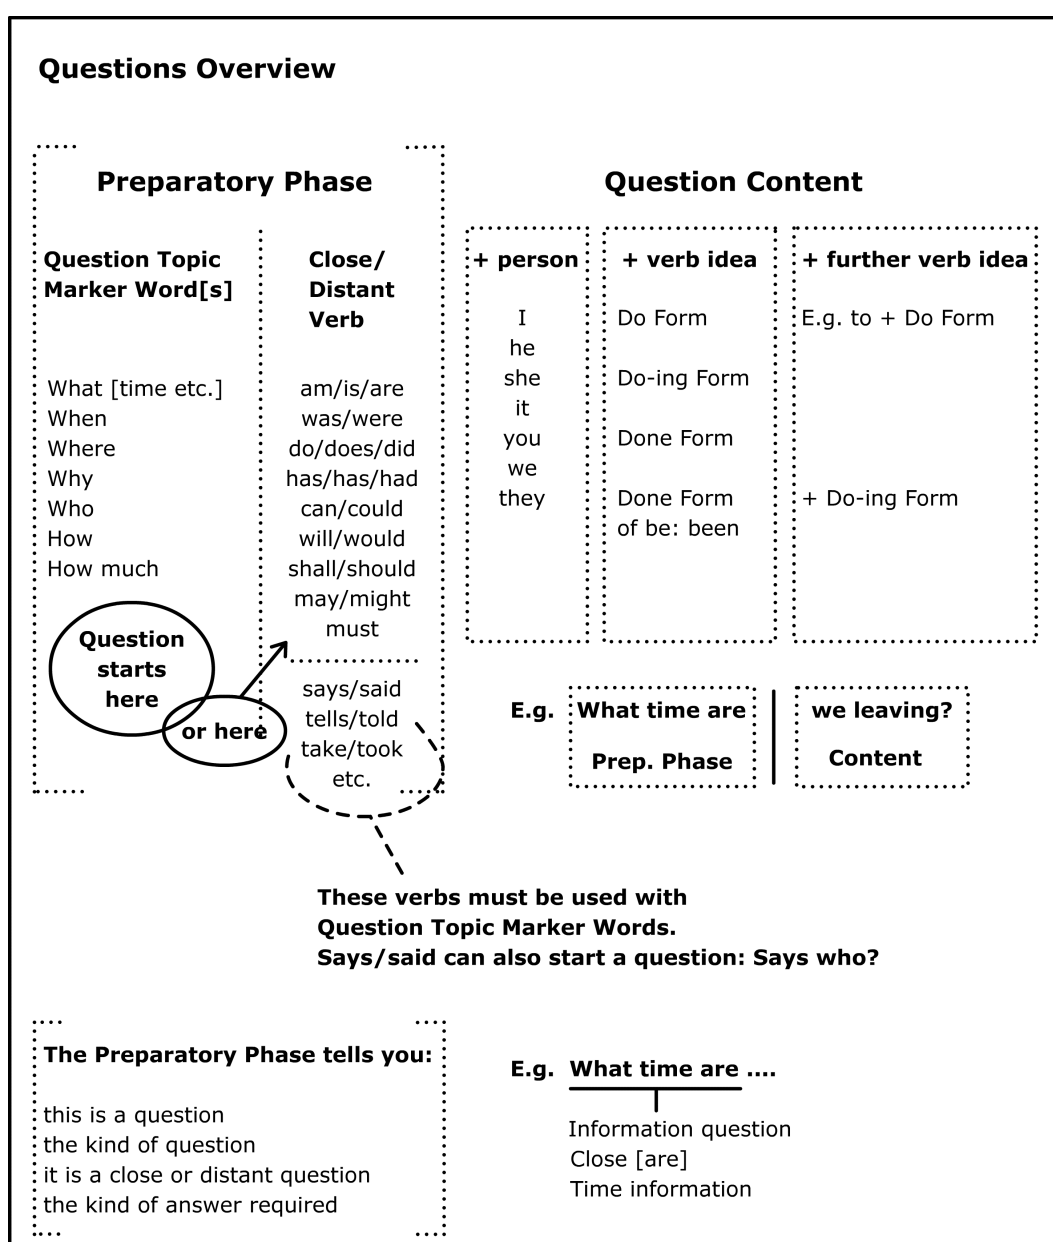 Questions Overview
Preparatory Phase
Question Content
Question Topic
Marker Word[s]
What [time etc.]
When
Where
Why
Who
How
How much
Question
starts
here
or here
Close/
Distant
Verb
am/is/are
was/were
do/does/did
has/has/had
can/could
will/would
shall/should
may/might
must
says/said
tells/told
take/took
etc.
+ person
I
he
she
it
you
we
they
+ verb idea
Do Form
Do-ing Form
Done Form
Done Form
of be: been
+ further verb idea
E.g. to + Do Form
+ Do-ing Form
E.g. What time are we leaving?
Prep. Phase Content
These verbs must be used with
Question Topic Marker Words.
Says/said can also start a question: Says who?
The Preparatory Phase tells you:
this is a question
the kind of question
it is a close or distant question
the kind of answer required
E.g. What time are ....
Information question
Close [are]
Time information